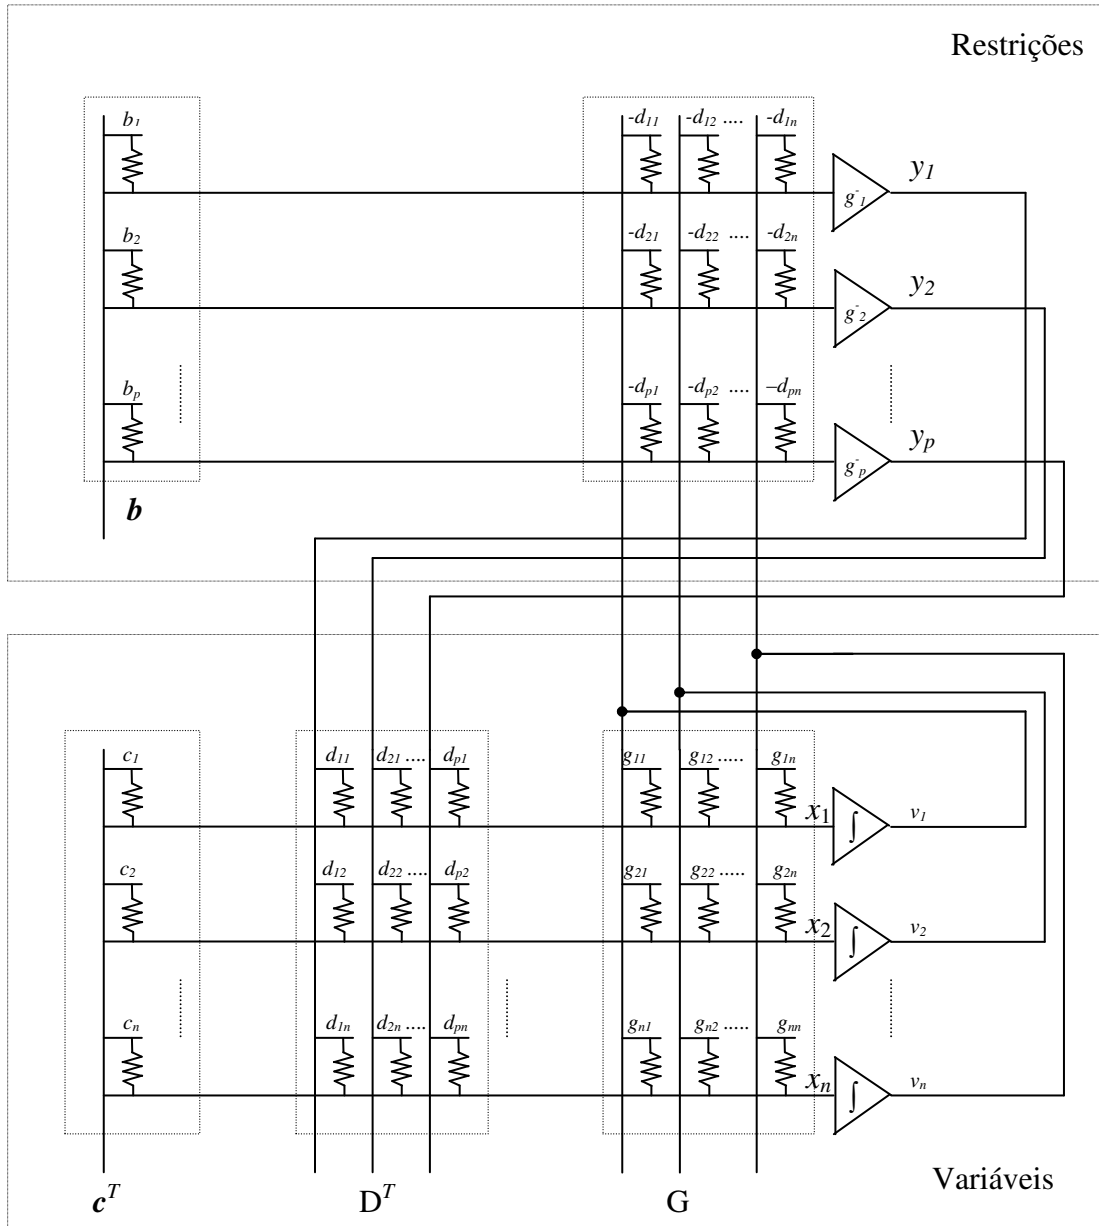 Restrições
b1 -d11 -d12 .... -d1n
y1
g-1
b2 -d21 -d22 .... -d2n
y2
g-2
bp -dp1 -dp2 .... –dpn
yp
g-p
b
c1 d11 d21 .... dp1 g11 g12 ..... g1n
x1 ∫ v1
c2 d12 d22 .... dp2 g21 g22 ..... g2n
x2 ∫ v2
cn d1n d2n .... dpn gn1 gn2 ..... gnn
xn ∫ vn
Variáveis
cT DT G